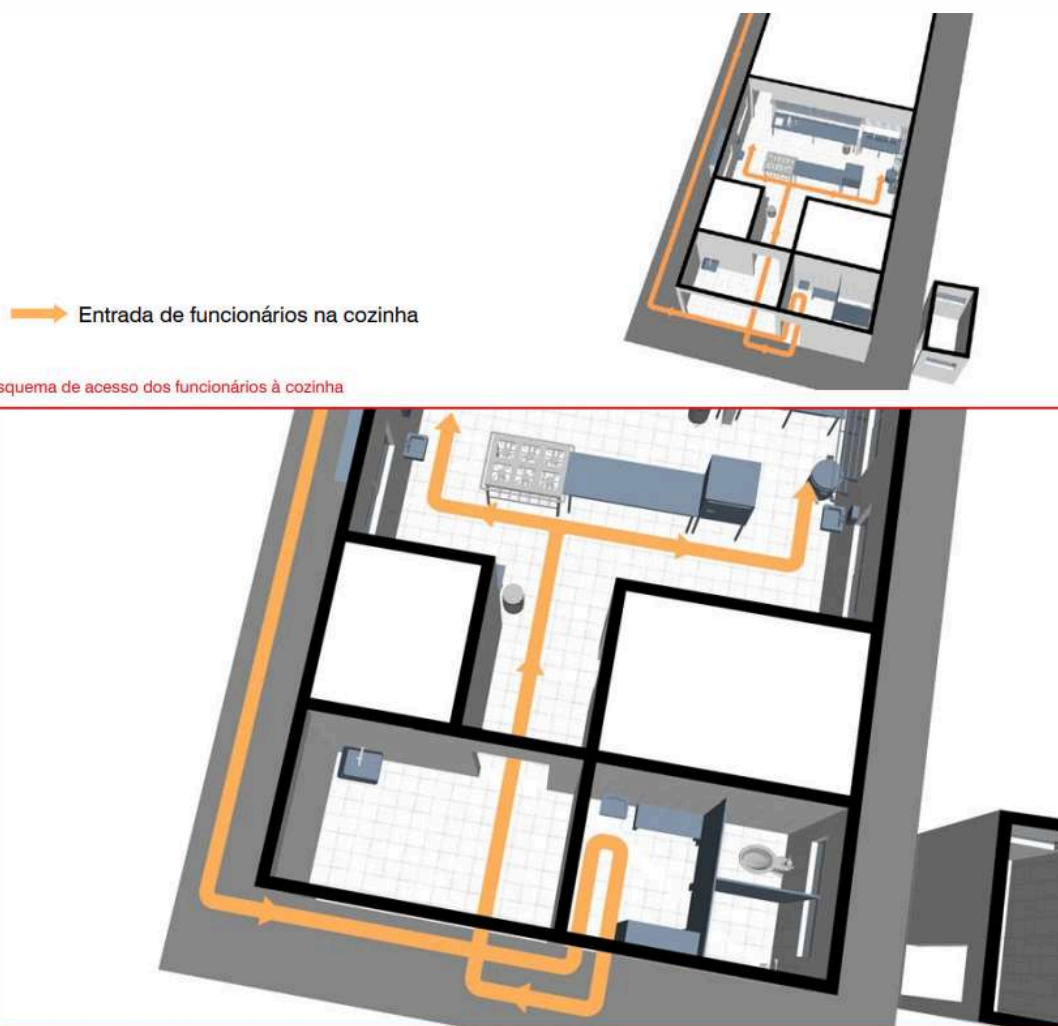 Entrada de funcionários na cozinha
squema de acesso dos funcionários à cozinha